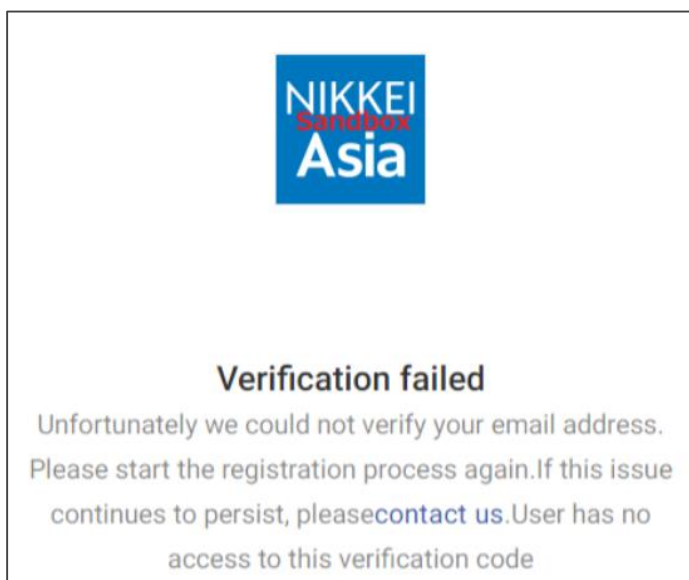 NIKKEI
Sandbox
Asia
Verification failed
Unfortunately we could not verify your email address.
Please start the registration process again.If this issue
continues to persist, pleasecontact us.User has no
access to this verification code